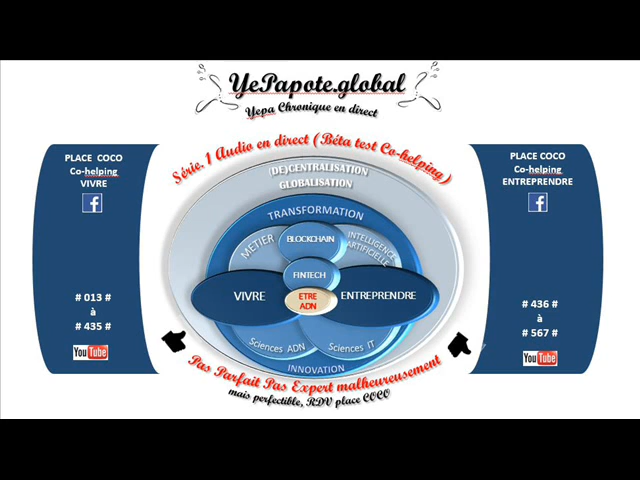 YePapote.global
Yepa Chronique en direct
Série, 1 Audio en direct (Béta test Co-helping)
PLACE COCO
Co-helping
VIVRE
# 013 #
à
# 435 #
YouTube
(DE)CENTRALISATION
GLOBALISATION
TRANSFORMATION
METIER
BLOCKCHAIN
INTELLIGENCE
ARTIFICIELLE
FINTECH
VIVRE
ETRE
ADN
ENTREPRENDRE
Sciences ADN
Sciences IT
INNOVATION
PLACE COCO
Co-helping
ENTREPRENDRE
# 436 #
à
# 567 #
YouTube
Pas Parfait Pas Expert malheureusement
mais perfectible, RDV place COCO